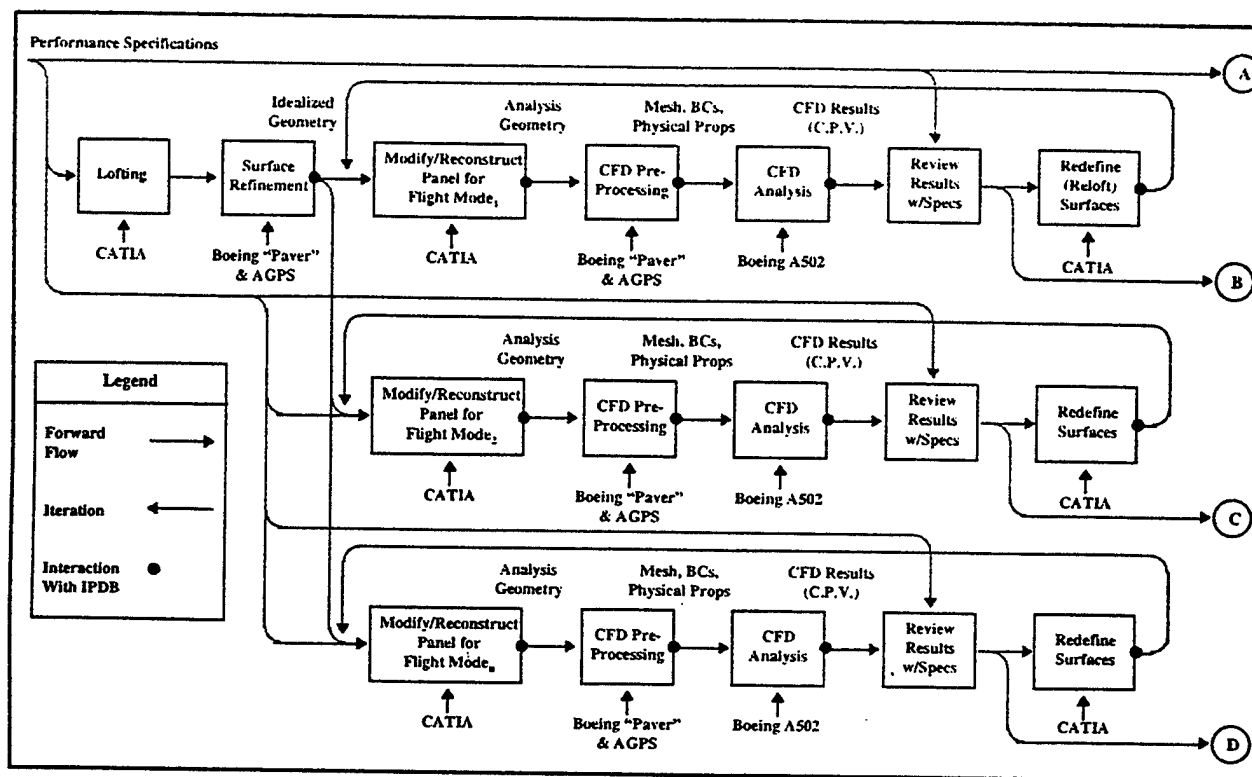 Performance Specifications
A
Idealized
Geometry
Analysis
Geometry
Mesh, BCs,
Physical Props
CFD Results
(C.P.V.)
Lofting
Surface
Refinement
Modify/Reconstruct
Panel for
Flight Mode1
CFD Pre-
Processing
CFD
Analysis
Review
Results
w/Specs
Redefine
(Reloft)
Surfaces
CATIA
Boeing "Paver"
& AGPS
CATIA
Boeing "Paver"
& AGPS
Boeing A502
CATIA
B
Analysis
Geometry
Mesh, BCs,
Physical Props
CFD Results
(C.P.V.)
Modify/Reconstruct
Panel for
Flight Mode2
CFD Pre-
Processing
CFD
Analysis
Review
Results
w/Specs
Redefine
Surfaces
CATIA
Boeing "Paver"
& AGPS
Boeing A502
CATIA
C
Legend
Forward
Flow
Iteration
Interaction
With IPDB
Analysis
Geometry
Mesh, BCs,
Physical Props
CFD Results
(C.P.V.)
Modify/Reconstruct
Panel for
Flight Moden
CFD Pre-
Processing
CFD
Analysis
Review
Results
w/Specs
Redefine
Surfaces
CATIA
Boeing "Paver"
& AGPS
Boeing A502
CATIA
D